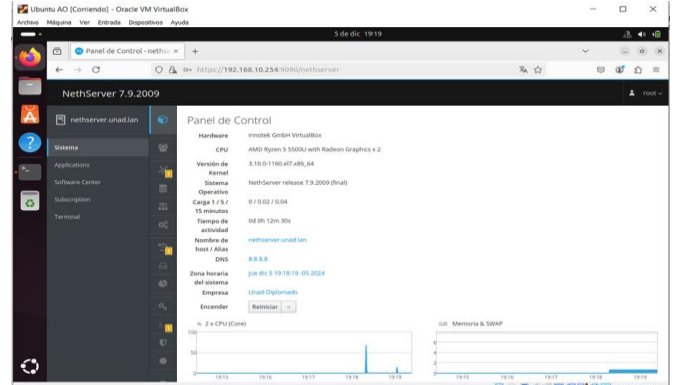 Ubuntu AO [Corriendo] - Oracle VM VirtualBox
Archivo Máquina Ver Entrada Dispositivos Ayuda
5 de dic 19:19
Panel de Control - nethse
https://192.168.10.254:9090/nethserver
NethServer 7.9.2009
root
nethserver.unad.lan
Sistema
Applications
Software Center
Subscription
Terminal
Panel de Control
Hardware innotek GmbH VirtualBox
CPU AMD Ryzen 5 5500U with Radeon Graphics x 2
Versión de Kernel 3.10.0-1160.el7.x86_64
Sistema Operativo NethServer release 7.9.2009 (final)
Carga 1 / 5 / 15 minutos 0 / 0.02 / 0.04
Tiempo de actividad 0d 0h 12m 30s
Nombre de host / Alias nethserver.unad.lan
DNS 8.8.8.8
Zona horaria del sistema jue dic 5 19:18:19 -05 2024
Empresa Unad-Diplomado
Encender Reiniciar
% 2 x CPU (Core)
100
50
0
19:15 19:16 19:17 19:18 19:19
GiB Memoria & SWAP
6
4
2
0
19:15 19:16 19:17 19:18 19:19